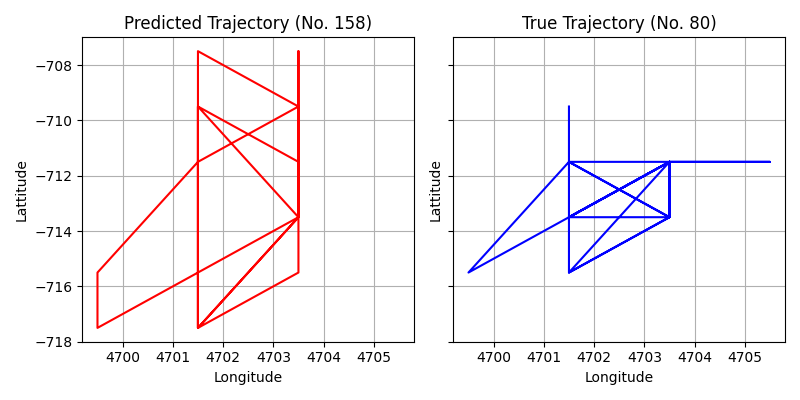 Predicted Trajectory (No. 158)
True Trajectory (No. 80)
−708
−710
−712
−714
−716
−718
Lattitude
Lattitude
4700 4701 4702 4703 4704 4705
4700 4701 4702 4703 4704 4705
Longitude
Longitude